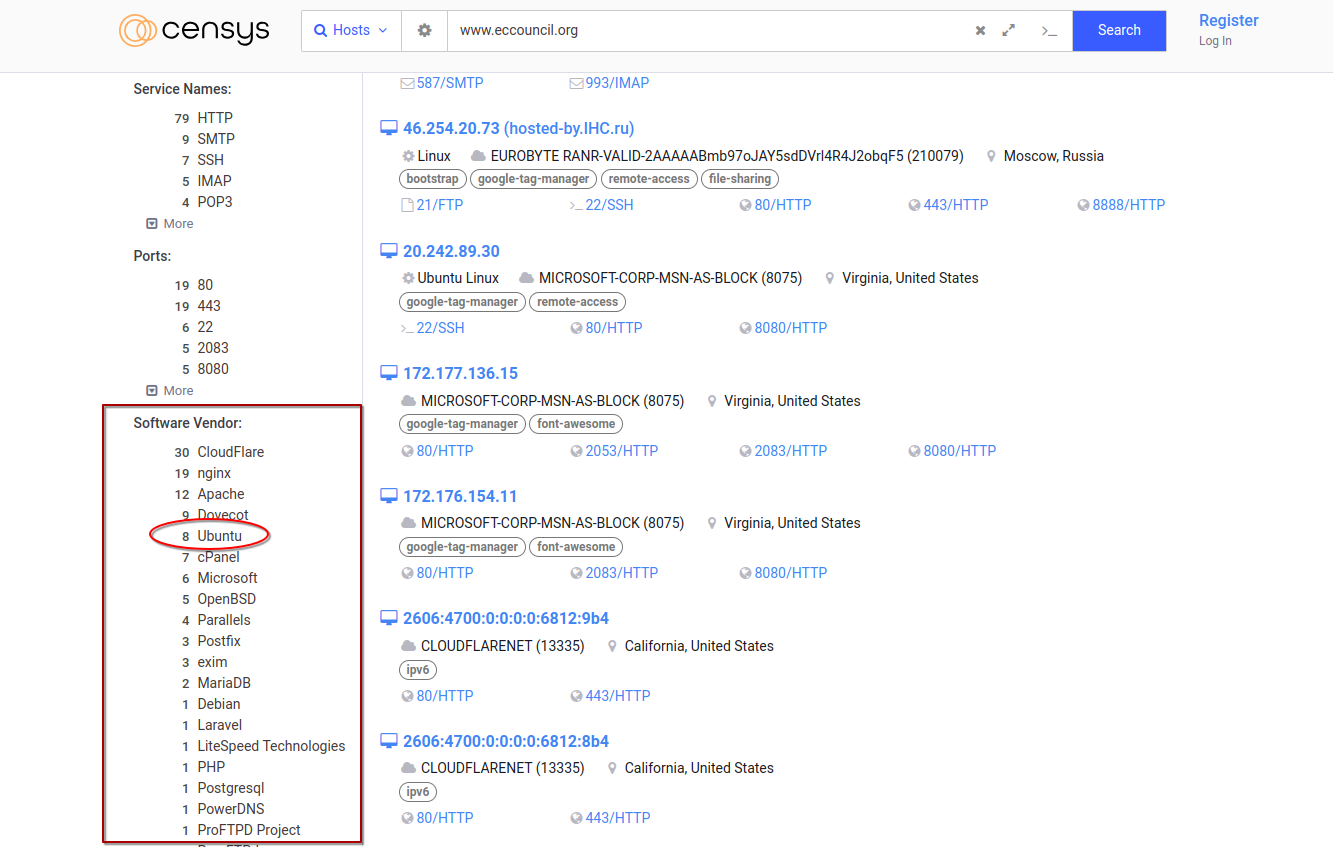 censys
Hosts
www.eccouncil.org
Search
Register
Log In
Service Names:
79 HTTP
9 SMTP
7 SSH
5 IMAP
4 POP3
More
Ports:
19 80
19 443
6 22
5 2083
5 8080
More
Software Vendor:
30 CloudFlare
19 nginx
12 Apache
9 Dovecot
8 Ubuntu
7 cPanel
6 Microsoft
5 OpenBSD
4 Parallels
3 Postfix
3 exim
2 MariaDB
1 Debian
1 Laravel
1 LiteSpeed Technologies
1 PHP
1 Postgresql
1 PowerDNS
1 ProFTPD Project
587/SMTP 993/IMAP
46.254.20.73 (hosted-by.IHC.ru)
Linux EUROBYTE RANR-VALID-2AAAAABmb97oJAY5sdDVrI4R4J2obqF5 (210079) Moscow, Russia
bootstrap google-tag-manager remote-access file-sharing
21/FTP 22/SSH 80/HTTP 443/HTTP 8888/HTTP
20.242.89.30
Ubuntu Linux MICROSOFT-CORP-MSN-AS-BLOCK (8075) Virginia, United States
google-tag-manager remote-access
22/SSH 80/HTTP 8080/HTTP
172.177.136.15
MICROSOFT-CORP-MSN-AS-BLOCK (8075) Virginia, United States
google-tag-manager font-awesome
80/HTTP 2053/HTTP 2083/HTTP 8080/HTTP
172.176.154.11
MICROSOFT-CORP-MSN-AS-BLOCK (8075) Virginia, United States
google-tag-manager font-awesome
80/HTTP 2083/HTTP 8080/HTTP
2606:4700:0:0:0:0:6812:9b4
CLOUDFLARENET (13335) California, United States
ipv6
80/HTTP 443/HTTP
2606:4700:0:0:0:0:6812:8b4
CLOUDFLARENET (13335) California, United States
ipv6
80/HTTP 443/HTTP